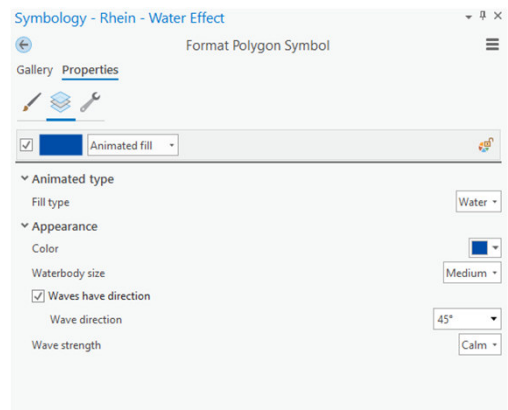 Symbology - Rhein - Water Effect
Format Polygon Symbol
Gallery Properties
Animated fill
Animated type
Fill type Water
Appearance
Color
Waterbody size Medium
Waves have direction
Wave direction 45°
Wave strength Calm